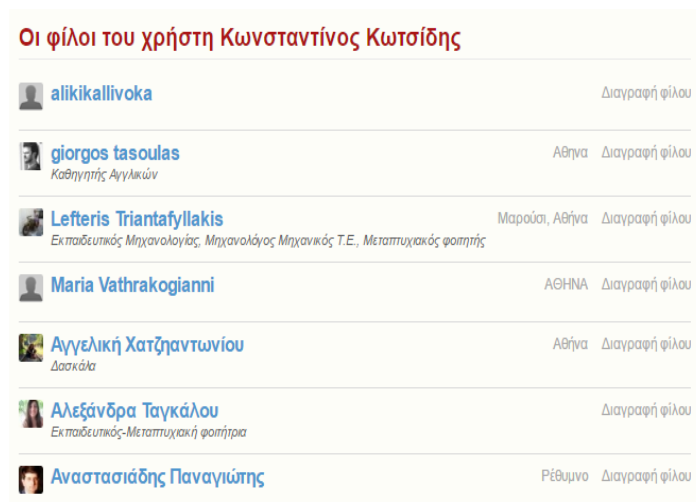 Οι φίλοι του χρήστη Κωνσταντίνος Κωτσίδης
alikikallivoka Διαγραφή φίλου
giorgos tasoulas Αθηνα Διαγραφή φίλου
Καθηγητής Αγγλικών
Lefteris Triantafyllakis Μαρούσι, Αθήνα Διαγραφή φίλου
Εκπαιδευτικός Μηχανολογίας, Μηχανολόγος Μηχανικός Τ.Ε., Μεταπτυχιακός φοιτητής
Maria Vathrakogianni ΑΘΗΝΑ Διαγραφή φίλου
Αγγελική Χατζηαντωνίου Αθήνα Διαγραφή φίλου
Δασκάλα
Αλεξάνδρα Ταγκάλου Διαγραφή φίλου
Εκπαιδευτικός-Μεταπτυχιακή φοιτήτρια
Αναστασιάδης Παναγιώτης Ρέθυμνο Διαγραφή φίλου